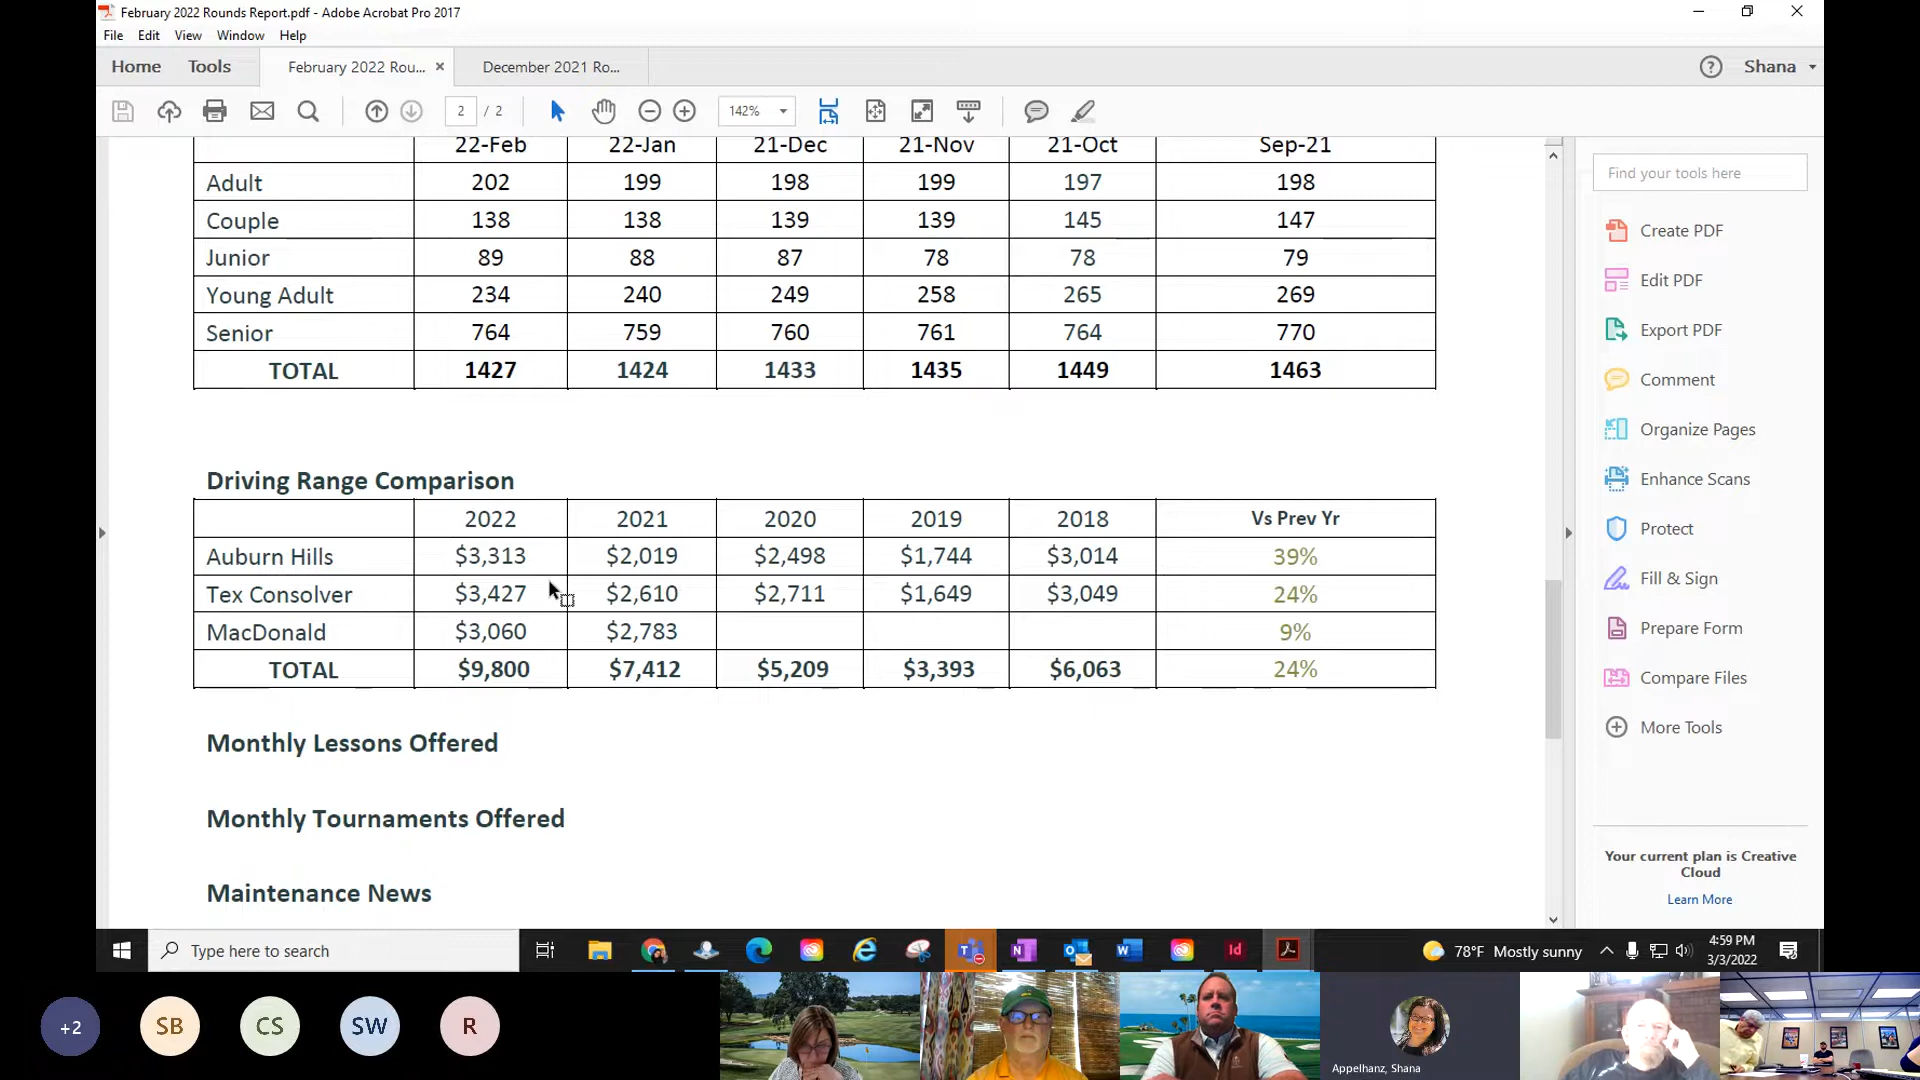 February 2022 Rounds Report.pdf - Adobe Acrobat Pro 2017
File Edit View Window Help
Home Tools February 2022 Rou... × December 2021 Ro... Shana
2 / 2 142%
22-Feb 22-Jan 21-Dec 21-Nov 21-Oct Sep-21
Adult 202 199 198 199 197 198
Couple 138 138 139 139 145 147
Junior 89 88 87 78 78 79
Young Adult 234 240 249 258 265 269
Senior 764 759 760 761 764 770
TOTAL 1427 1424 1433 1435 1449 1463
Driving Range Comparison
2022 2021 2020 2019 2018 Vs Prev Yr
Auburn Hills $3,313 $2,019 $2,498 $1,744 $3,014 39%
Tex Consolver $3,427 $2,610 $2,711 $1,649 $3,049 24%
MacDonald $3,060 $2,783 9%
TOTAL $9,800 $7,412 $5,209 $3,393 $6,063 24%
Monthly Lessons Offered
Monthly Tournaments Offered
Maintenance News
Find your tools here
Create PDF
Edit PDF
Export PDF
Comment
Organize Pages
Enhance Scans
Protect
Fill & Sign
Prepare Form
Compare Files
More Tools
Your current plan is Creative
Cloud
Learn More
Type here to search
78°F Mostly sunny
4:59 PM
3/3/2022
+2 SB CS SW R
Appelhanz, Shana